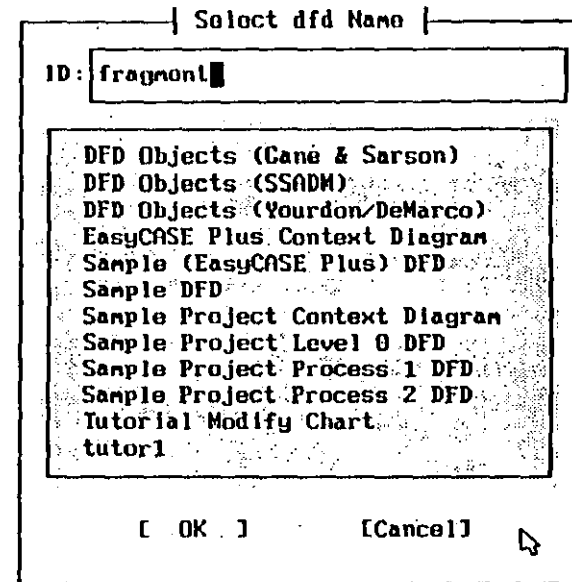 Select dfd Name
ID: fragment
DFD Objects (Gane & Sarson)
DFD Objects (SSADM)
DFD Objects (Yourdon/DeMarco)
EasyCASE Plus Context Diagram
Sample (EasyCASE Plus) DFD
Sample DFD
Sample Project Context Diagram
Sample Project Level 0 DFD
Sample Project Process 1 DFD
Sample Project Process 2 DFD
Tutorial Modify Chart
tutor1
[ OK ] [Cancel]